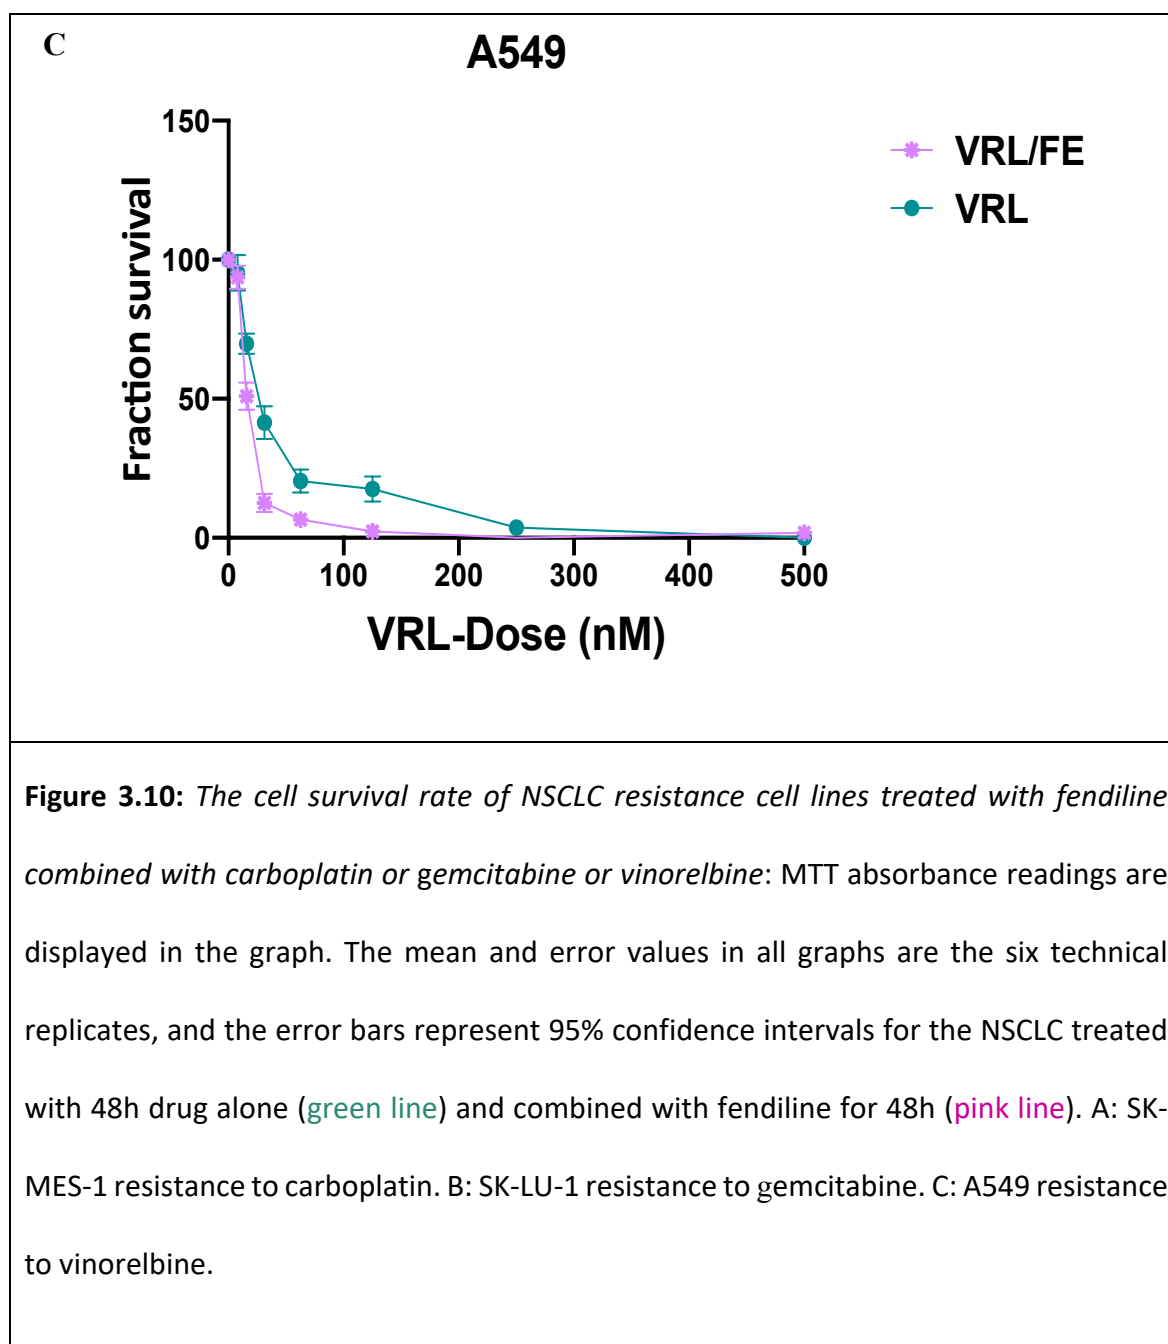 C
A549
150
100
50
0
Fraction survival
VRL/FE
VRL
0 100 200 300 400 500
VRL-Dose (nM)
Figure 3.10: The cell survival rate of NSCLC resistance cell lines treated with fendiline
combined with carboplatin or gemcitabine or vinorelbine: MTT absorbance readings are
displayed in the graph. The mean and error values in all graphs are the six technical
replicates, and the error bars represent 95% confidence intervals for the NSCLC treated
with 48h drug alone (green line) and combined with fendiline for 48h (pink line). A: SK-
MES-1 resistance to carboplatin. B: SK-LU-1 resistance to gemcitabine. C: A549 resistance
to vinorelbine.